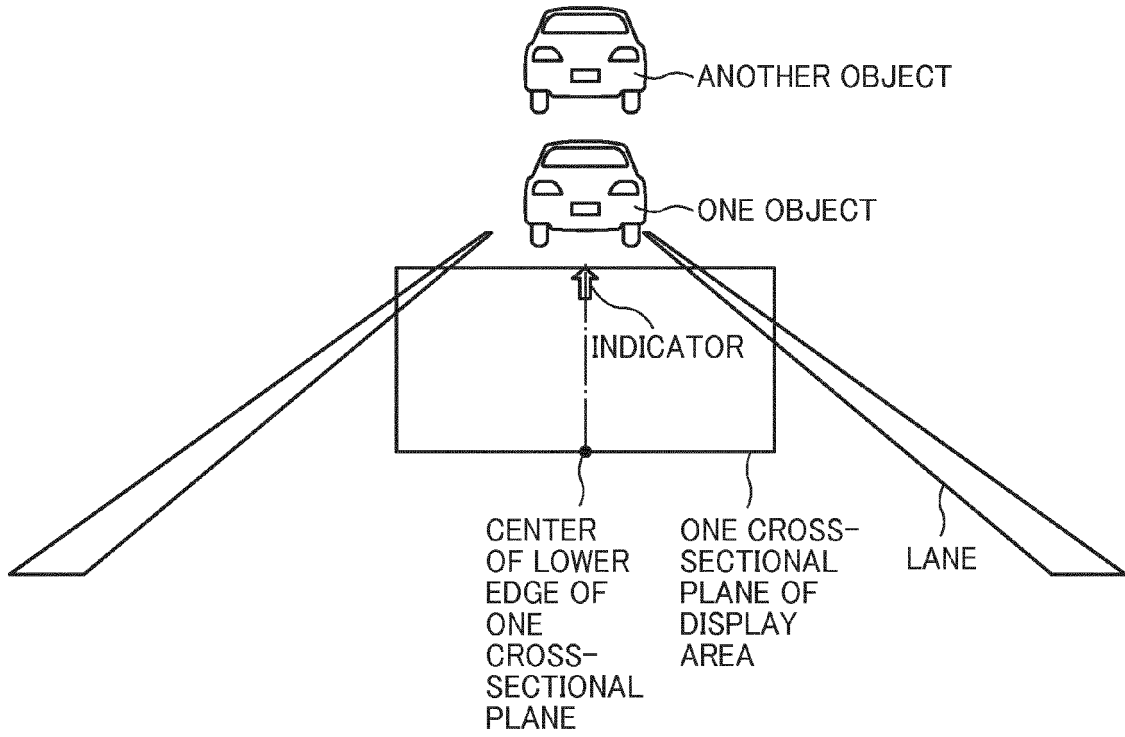 ANOTHER OBJECT
ONE OBJECT
INDICATOR
CENTER
OF LOWER
EDGE OF
ONE
CROSS-
SECTIONAL
PLANE
ONE CROSS-
SECTIONAL
PLANE OF
DISPLAY
AREA
LANE